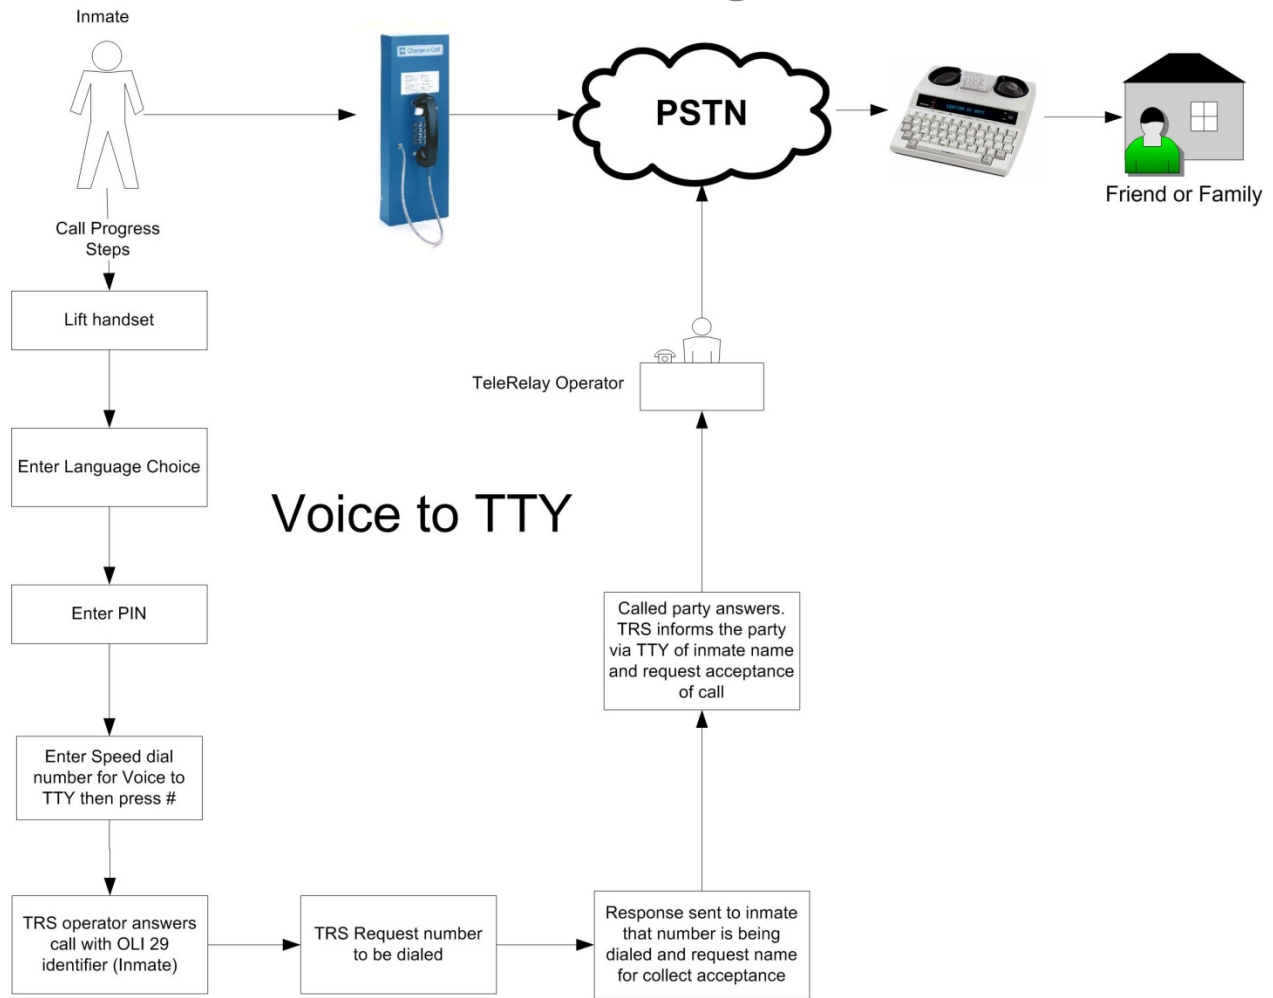 Inmate
Charge-a-Call
PSTN
Friend or Family
Call Progress
Steps
Lift handset
TeleRelay Operator
Enter Language Choice
Voice to TTY
Enter PIN
Called party answers.
TRS informs the party
via TTY of inmate name
and request acceptance
of call
Enter Speed dial
number for Voice to
TTY then press #
TRS operator answers
call with OLI 29
identifier (Inmate)
TRS Request number
to be dialed
Response sent to inmate
that number is being
dialed and request name
for collect acceptance